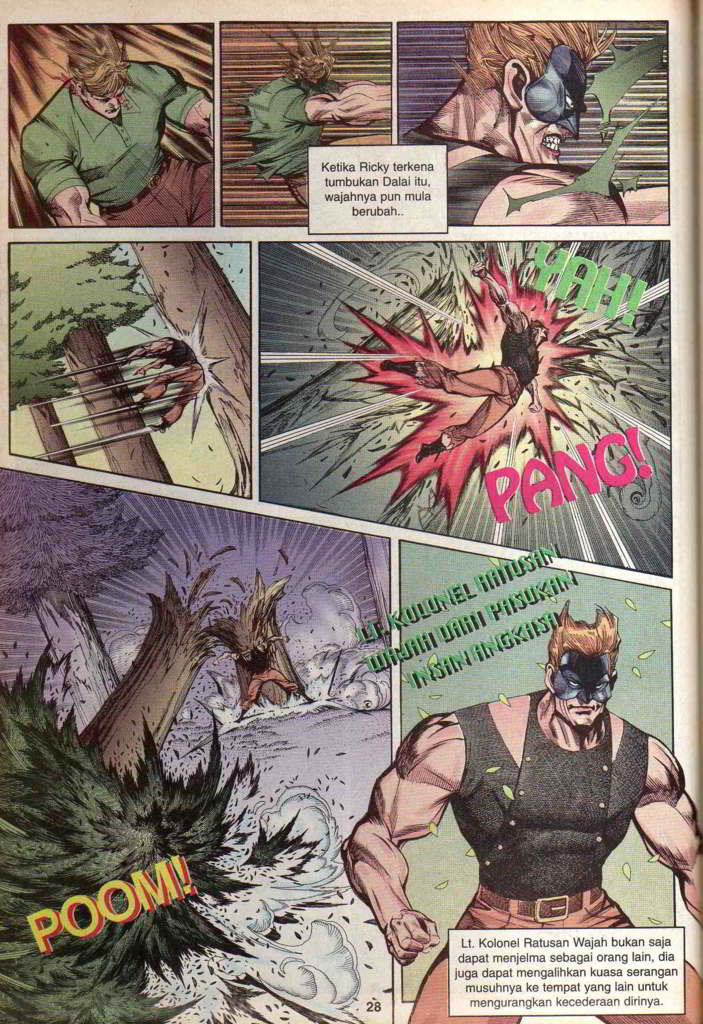 Ketika Ricky terkena
tumbukan Dalai itu,
wajahnya pun mula
berubah..
YAH!
PANG!
LT. KOLONEL RATUSAN
WAJAH DARI PASUKAN
INSAN ANGKASA
POOM!
Lt. Kolonel Ratusan Wajah bukan saja
dapat menjelma sebagai orang lain, dia
juga dapat mengalihkan kuasa serangan
musuhnya ke tempat yang lain untuk
mengurangkan kecederaan dirinya.
28